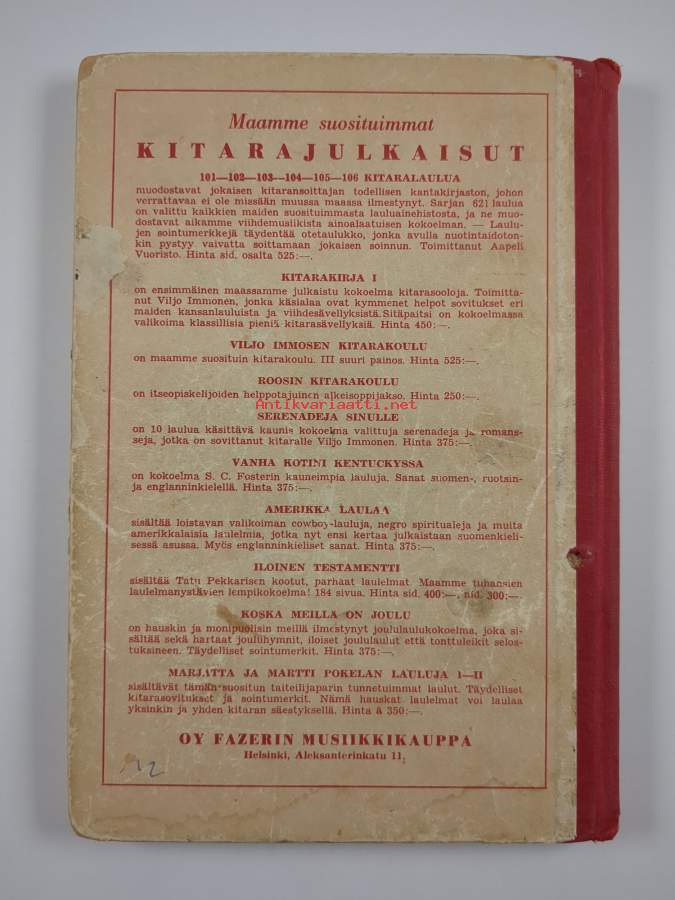 Maamme suosituimmat
KITARAJULKAISUT
101—102—103—104—105—106 KITARALAULUA
muodostavat jokaisen kitaransoittajan todellisen kantakirjaston, johon
verrattavaa ei ole missään muussa maassa ilmestynyt. Sarjan 621 laulua
on valittu kaikkien maiden suosituimmasta lauluainehistosta, ja ne muo-
dostavat aikamme viihdemusiikista ainoalaatuisen kokoelman. — Laulu-
jen sointumerkkejä täydentää otetaulukko, jonka avulla nuotintaidoton-
kin pystyy vaivatta soittamaan jokaisen soinnun. Toimittanut Aapeli
Vuoristo. Hinta sid. osalta 525:—.
KITARAKIRJA I
on ensimmäinen maassamme julkaistu kokoelma kitarasooloja. Toimitta-
nut Viljo Immonen, jonka käsialaa ovat kymmenet helpot sovitukset eri
maiden kansanlauluista ja viihdesävellyksistä. Sitäpaitsi on kokoelmassa
valikoima klassillisia pieniä kitarasävellyksiä. Hinta 450:—.
VILJO IMMOSEN KITARAKOULU
on maamme suosituin kitarakoulu. III suuri painos. Hinta 525:—.
ROOSIN KITARAKOULU
on itseopiskelijoiden helppotajuinen alkeisoppijakso. Hinta 250:—.
Antikvariaatti.net
SERENADEJA SINULLE
on 10 laulua käsittävä kaunis kokoelma valittuja serenadeja ja romans-
seja, jotka on sovittanut kitaralle Viljo Immonen. Hinta 375:—.
VANHA KOTINI KENTUCKYSSA
on kokoelma S. C. Fosterin kauneimpia lauluja. Sanat suomen-, ruotsin-
ja englanninkielellä. Hinta 375:—.
AMERIKKA LAULAA
sisältää loistavan valikoiman cowboy-lauluja, negro spiritualeja ja muita
amerikkalaisia laulelmia, jotka nyt ensi kertaa julkaistaan suomenkieli-
sessä asussa. Myös englanninkieliset sanat. Hinta 375:—.
ILOINEN TESTAMENTTI
sisältää Tatu Pekkarisen kootut, parhaat laulelmat. Maamme tuhansien
laulelmanystävien lempikokoelma! 184 sivua. Hinta sid. 400:—, nid. 300:—.
KOSKA MEILLÄ ON JOULU
on hauskin ja monipuolisin meillä ilmestynyt joululaulukokoelma, joka si-
sältää sekä hartaat jouluhymnit, iloiset joululaulut että tonttuleikit selos-
tuksineen. Täydelliset sointumerkit. Hinta 375:—.
MARJATTA JA MARTTI POKELAN LAULUJA I—II
sisältävät tämän suositun taiteilijaparin tunnetuimmat laulut. Täydelliset
kitarasovitukset ja sointumerkit. Nämä hauskat laulelmat voi laulaa
yksinkin ja yhden kitaran säestyksellä. Hinta à 350:—.
OY FAZERIN MUSIIKKIKAUPPA
Helsinki, Aleksanterinkatu 11.